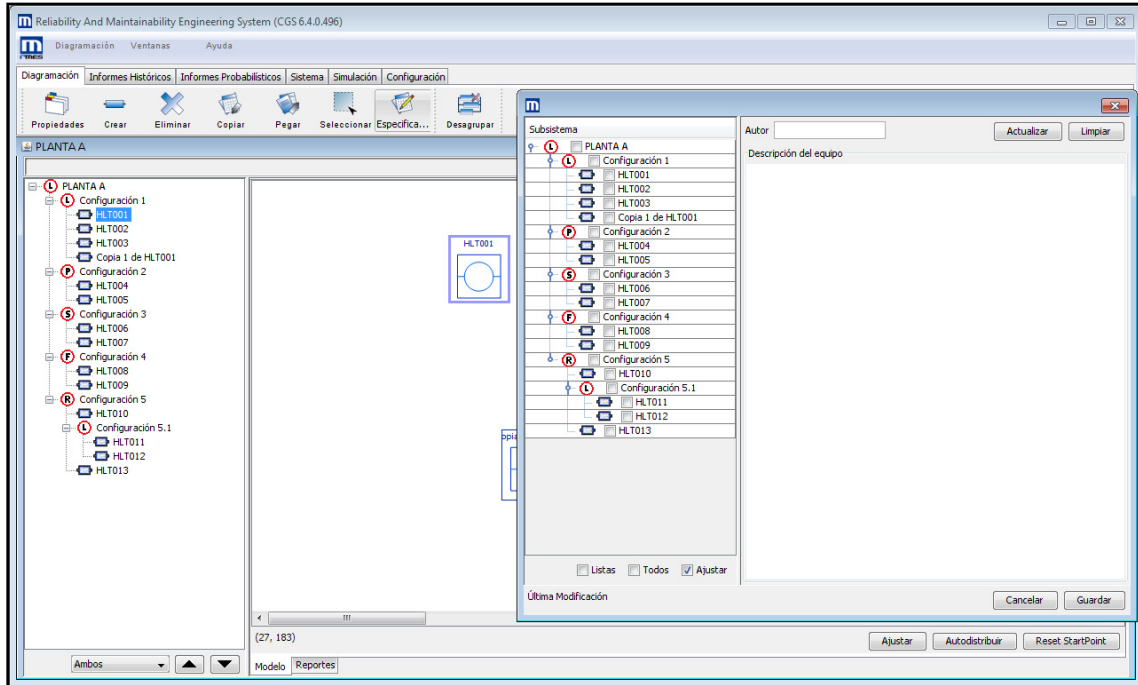 Reliability And Maintainability Engineering System (CGS 6.4.0.496)
Diagramación Ventanas Ayuda
Diagramación Informes Históricos Informes Probabilísticos Sistema Simulación Configuración
Propiedades Crear Eliminar Copiar Pegar Seleccionar Especifica... Desagrupar
PLANTA A
PLANTA A
Configuración 1
HLT001
HLT002
HLT003
Copia 1 de HLT001
Configuración 2
HLT004
HLT005
Configuración 3
HLT006
HLT007
Configuración 4
HLT008
HLT009
Configuración 5
HLT010
Configuración 5.1
HLT011
HLT012
HLT013
Ambos
HLT001
opia
(27, 183)
Ajustar Autodistribuir Reset StartPoint
Modelo Reportes
Subsistema
L PLANTA A
L Configuración 1
HLT001
HLT002
HLT003
Copia 1 de HLT001
P Configuración 2
HLT004
HLT005
S Configuración 3
HLT006
HLT007
F Configuración 4
HLT008
HLT009
R Configuración 5
HLT010
L Configuración 5.1
HLT011
HLT012
HLT013
Listas Todos Ajustar
Autor Actualizar Limpiar
Descripción del equipo
Última Modificación
Cancelar Guardar